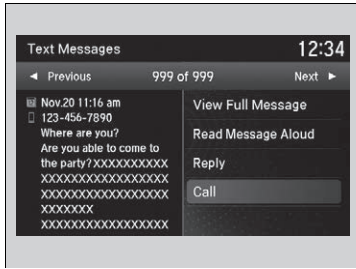 Text Messages 12:34
◄ Previous 999 of 999 Next ►
Nov.20 11:16 am
123-456-7890
Where are you?
Are you able to come to
the party?XXXXXXXXXX
XXXXXXXXXXXXXXXXX
XXXXXXXXXXXXXXXXX
XXXXXXX
XXXXXXXXXXXXXXXXX
View Full Message
Read Message Aloud
Reply
Call